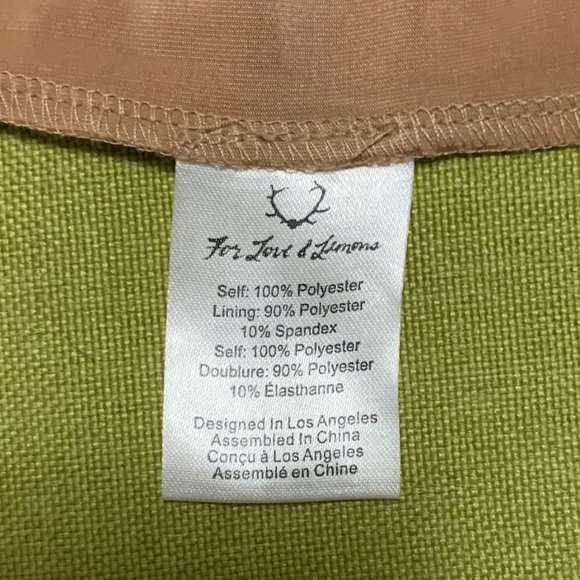 For Love & Lemons
Self: 100% Polyester
Lining: 90% Polyester
10% Spandex
Self: 100% Polyester
Doublure: 90% Polyester
10% Élasthanne
Designed In Los Angeles
Assembled In China
Conçu à Los Angeles
Assemblé en Chine